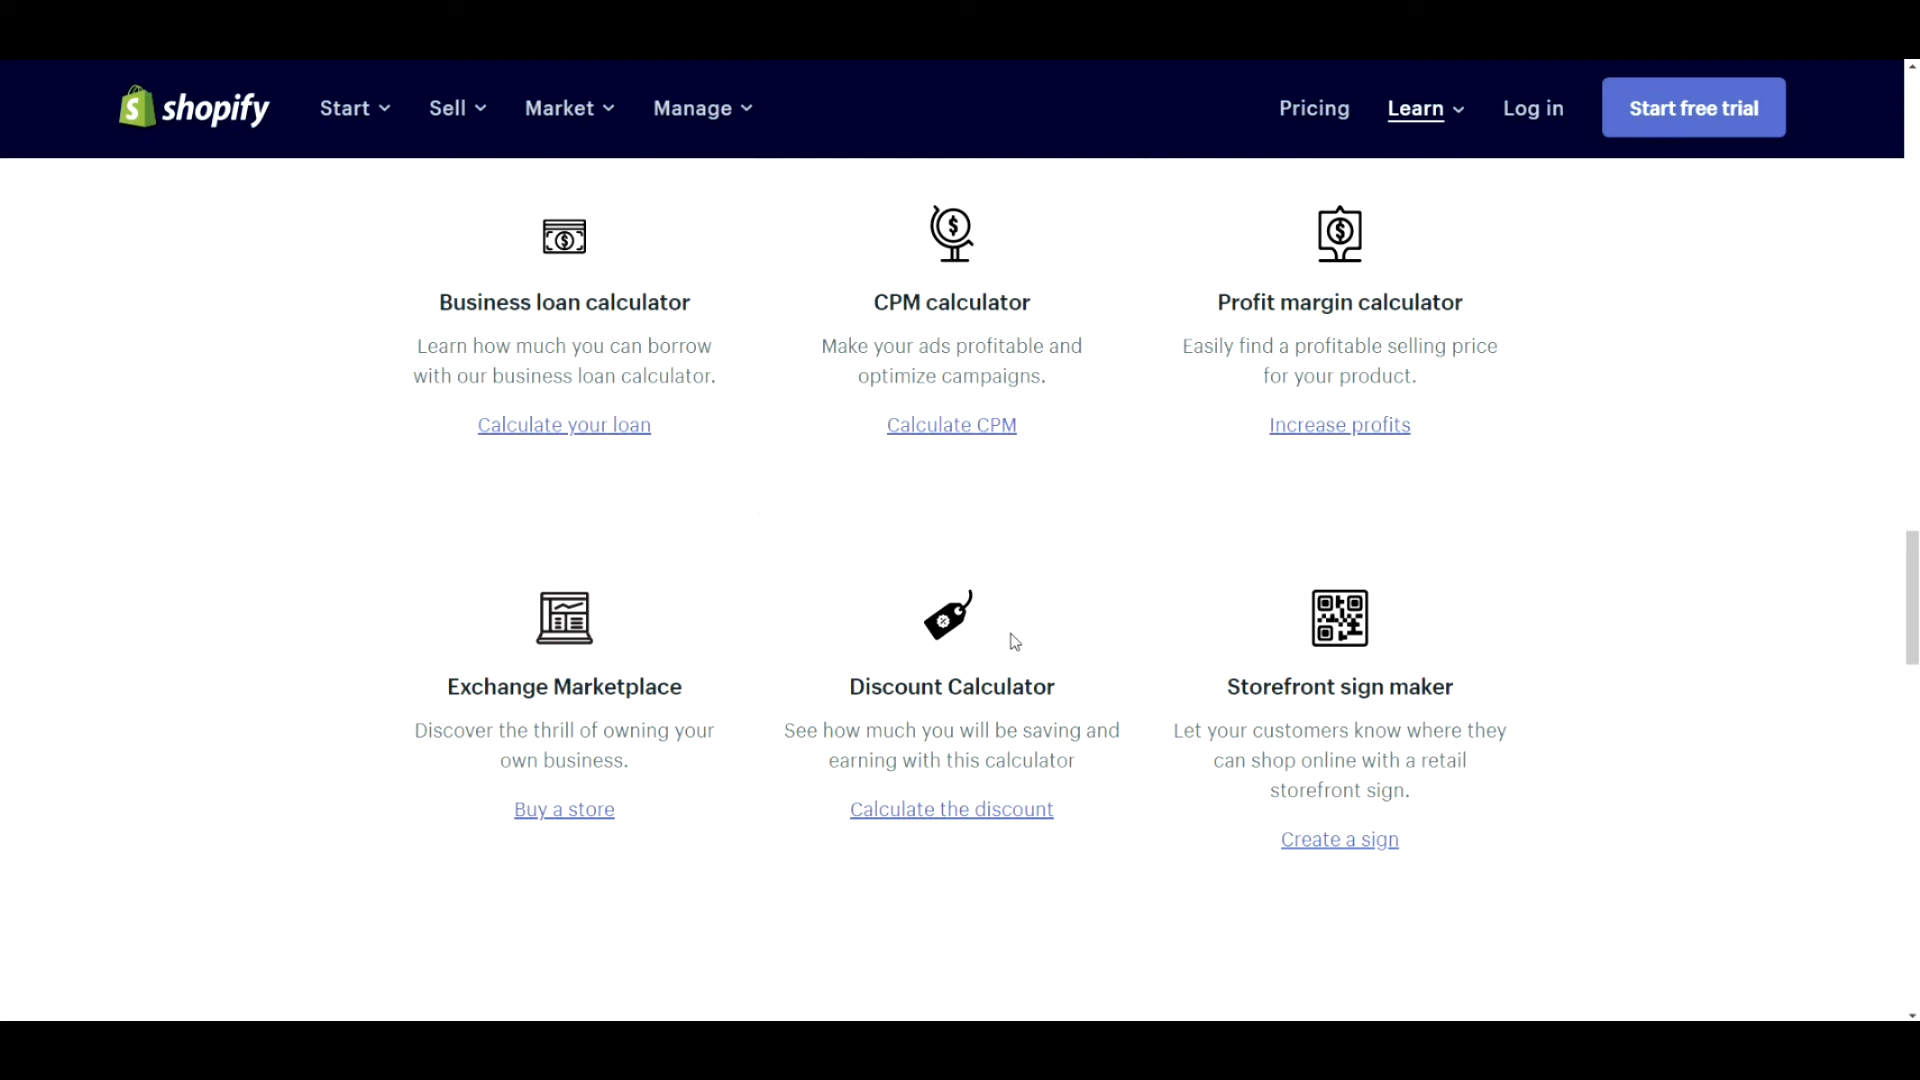 shopify
Start Sell Market Manage Pricing Learn Log in Start free trial
Business loan calculator
Learn how much you can borrow
with our business loan calculator.
Calculate your loan
CPM calculator
Make your ads profitable and
optimize campaigns.
Calculate CPM
Profit margin calculator
Easily find a profitable selling price
for your product.
Increase profits
Exchange Marketplace
Discover the thrill of owning your
own business.
Buy a store
Discount Calculator
See how much you will be saving and
earning with this calculator
Calculate the discount
Storefront sign maker
Let your customers know where they
can shop online with a retail
storefront sign.
Create a sign